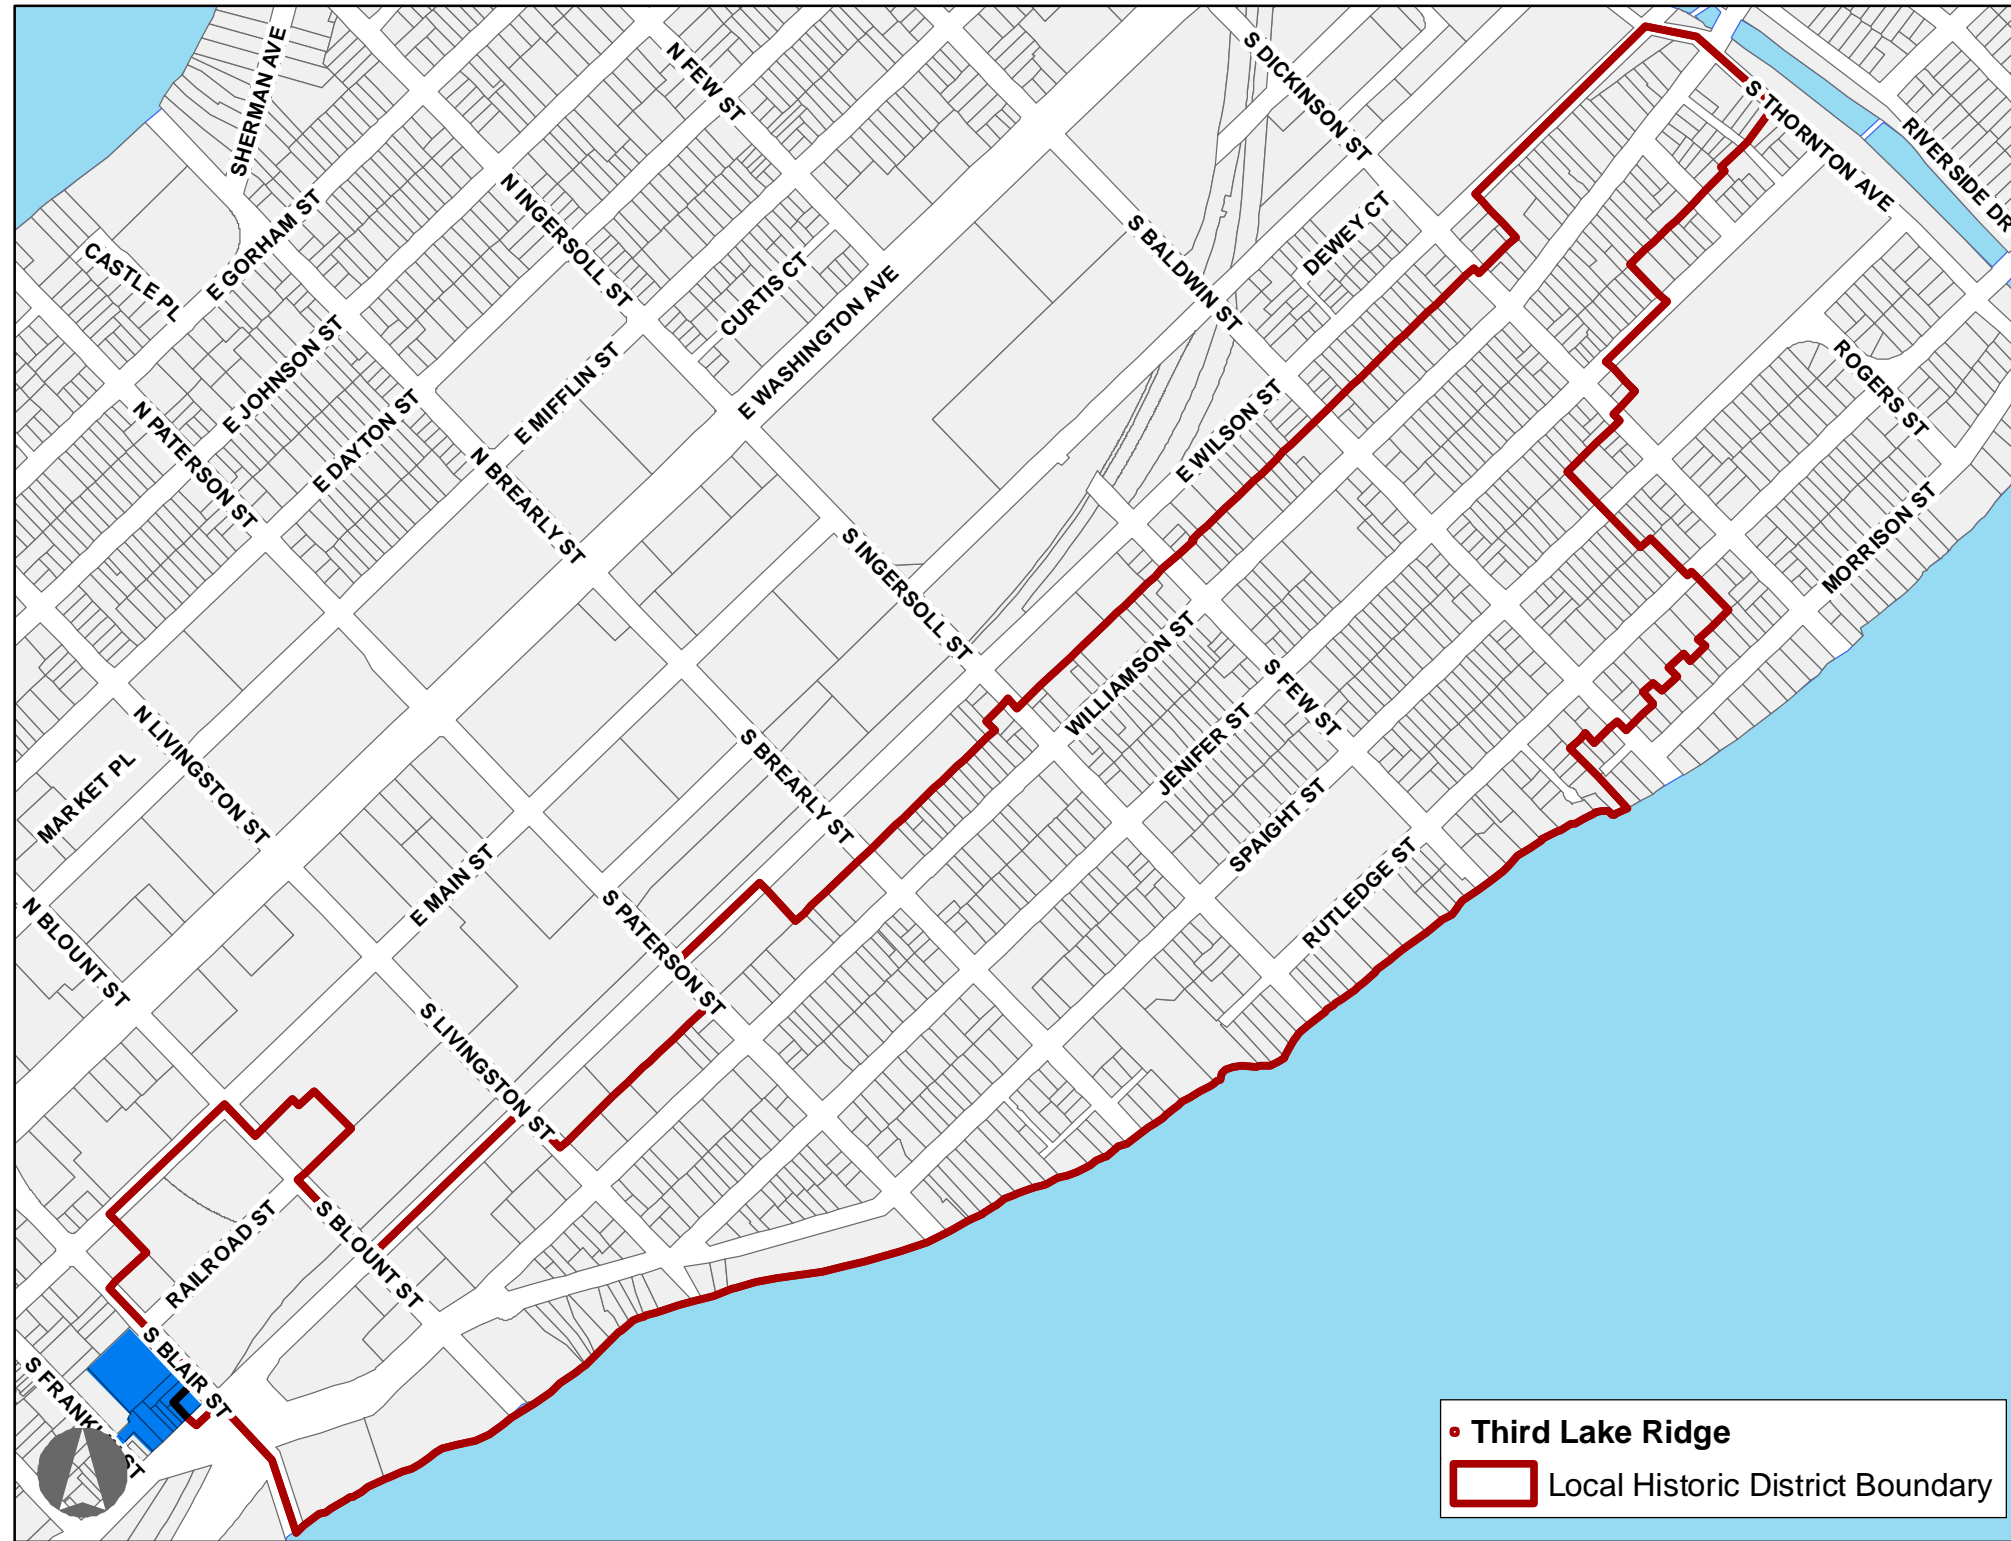 SHERMAN AVE
N FEW ST
S DICKINSON ST
S THORNTON AVE
RIVERSIDE DR
CASTLE PL
E GORHAM ST
N INGERSOLL ST
CURTIS CT
S BALDWIN ST
DEWEY CT
E JOHNSON ST
N PATERSON ST
E DAYTON ST
E MIFFLIN ST
E WASHINGTON AVE
ROGERS ST
N BREARLY ST
E WILSON ST
MORRISON ST
S INGERSOLL ST
WILLIAMSON ST
S FEW ST
JENIFER ST
N LIVINGSTON ST
MARKET PL
S BREARLY ST
SPAIGHT ST
RUTLEDGE ST
E MAIN ST
N BLOUNT ST
S PATERSON ST
S LIVINGSTON ST
RAILROAD ST
S BLOUNT ST
S BLAIR ST
S FRANKL ST
Third Lake Ridge
Local Historic District Boundary